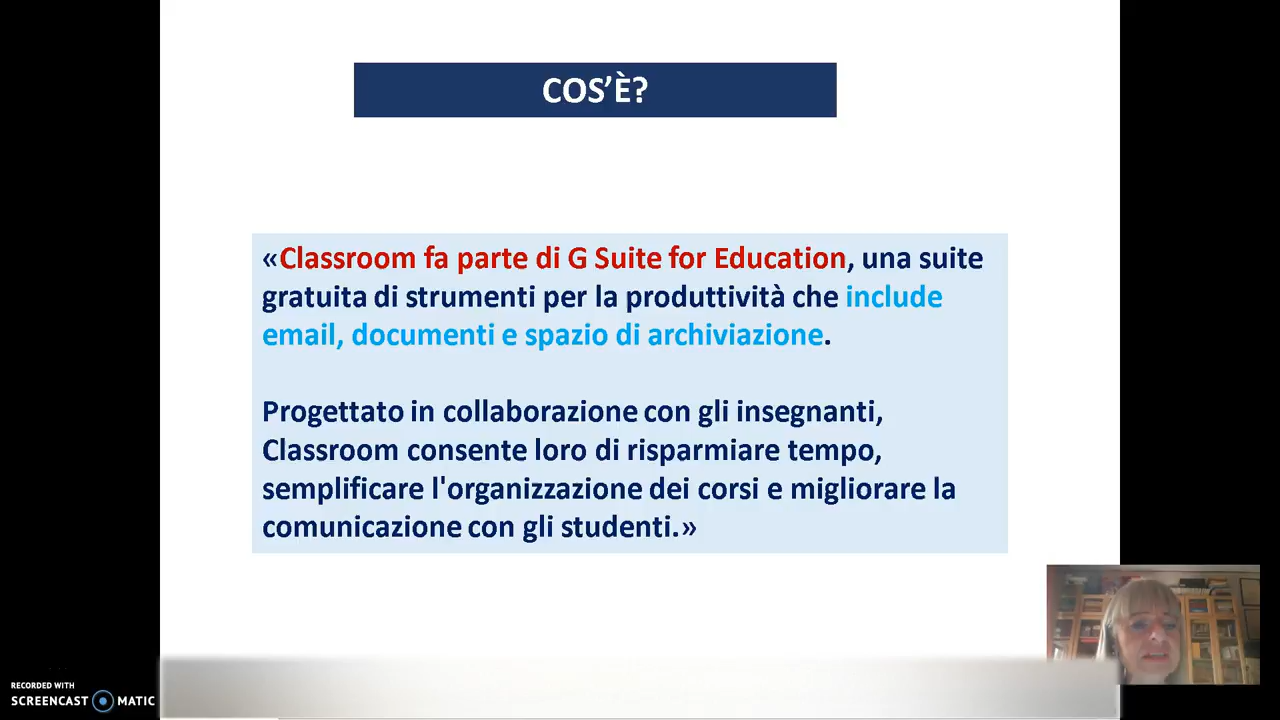 COS’È?
«Classroom fa parte di G Suite for Education, una suite
gratuita di strumenti per la produttività che include
email, documenti e spazio di archiviazione.
Progettato in collaborazione con gli insegnanti,
Classroom consente loro di risparmiare tempo,
semplificare l'organizzazione dei corsi e migliorare la
comunicazione con gli studenti.»
RECORDED WITH
SCREENCAST MATIC